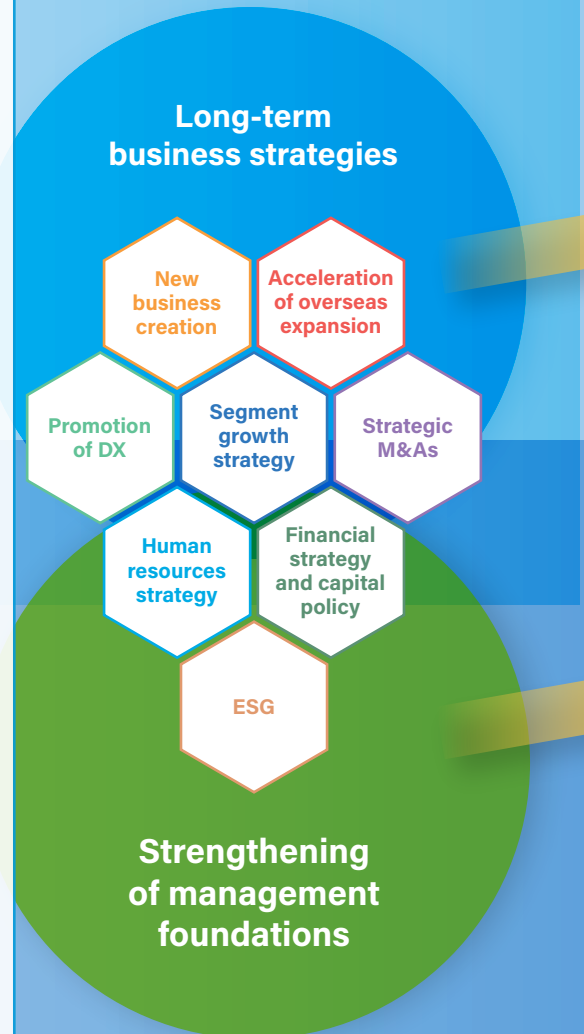 Long-term
business strategies
New
business
creation
Acceleration
of overseas
expansion
Promotion
of DX
Segment
growth
strategy
Strategic
M&As
Human
resources
strategy
Financial
strategy
and capital
policy
ESG
Strengthening
of management
foundations